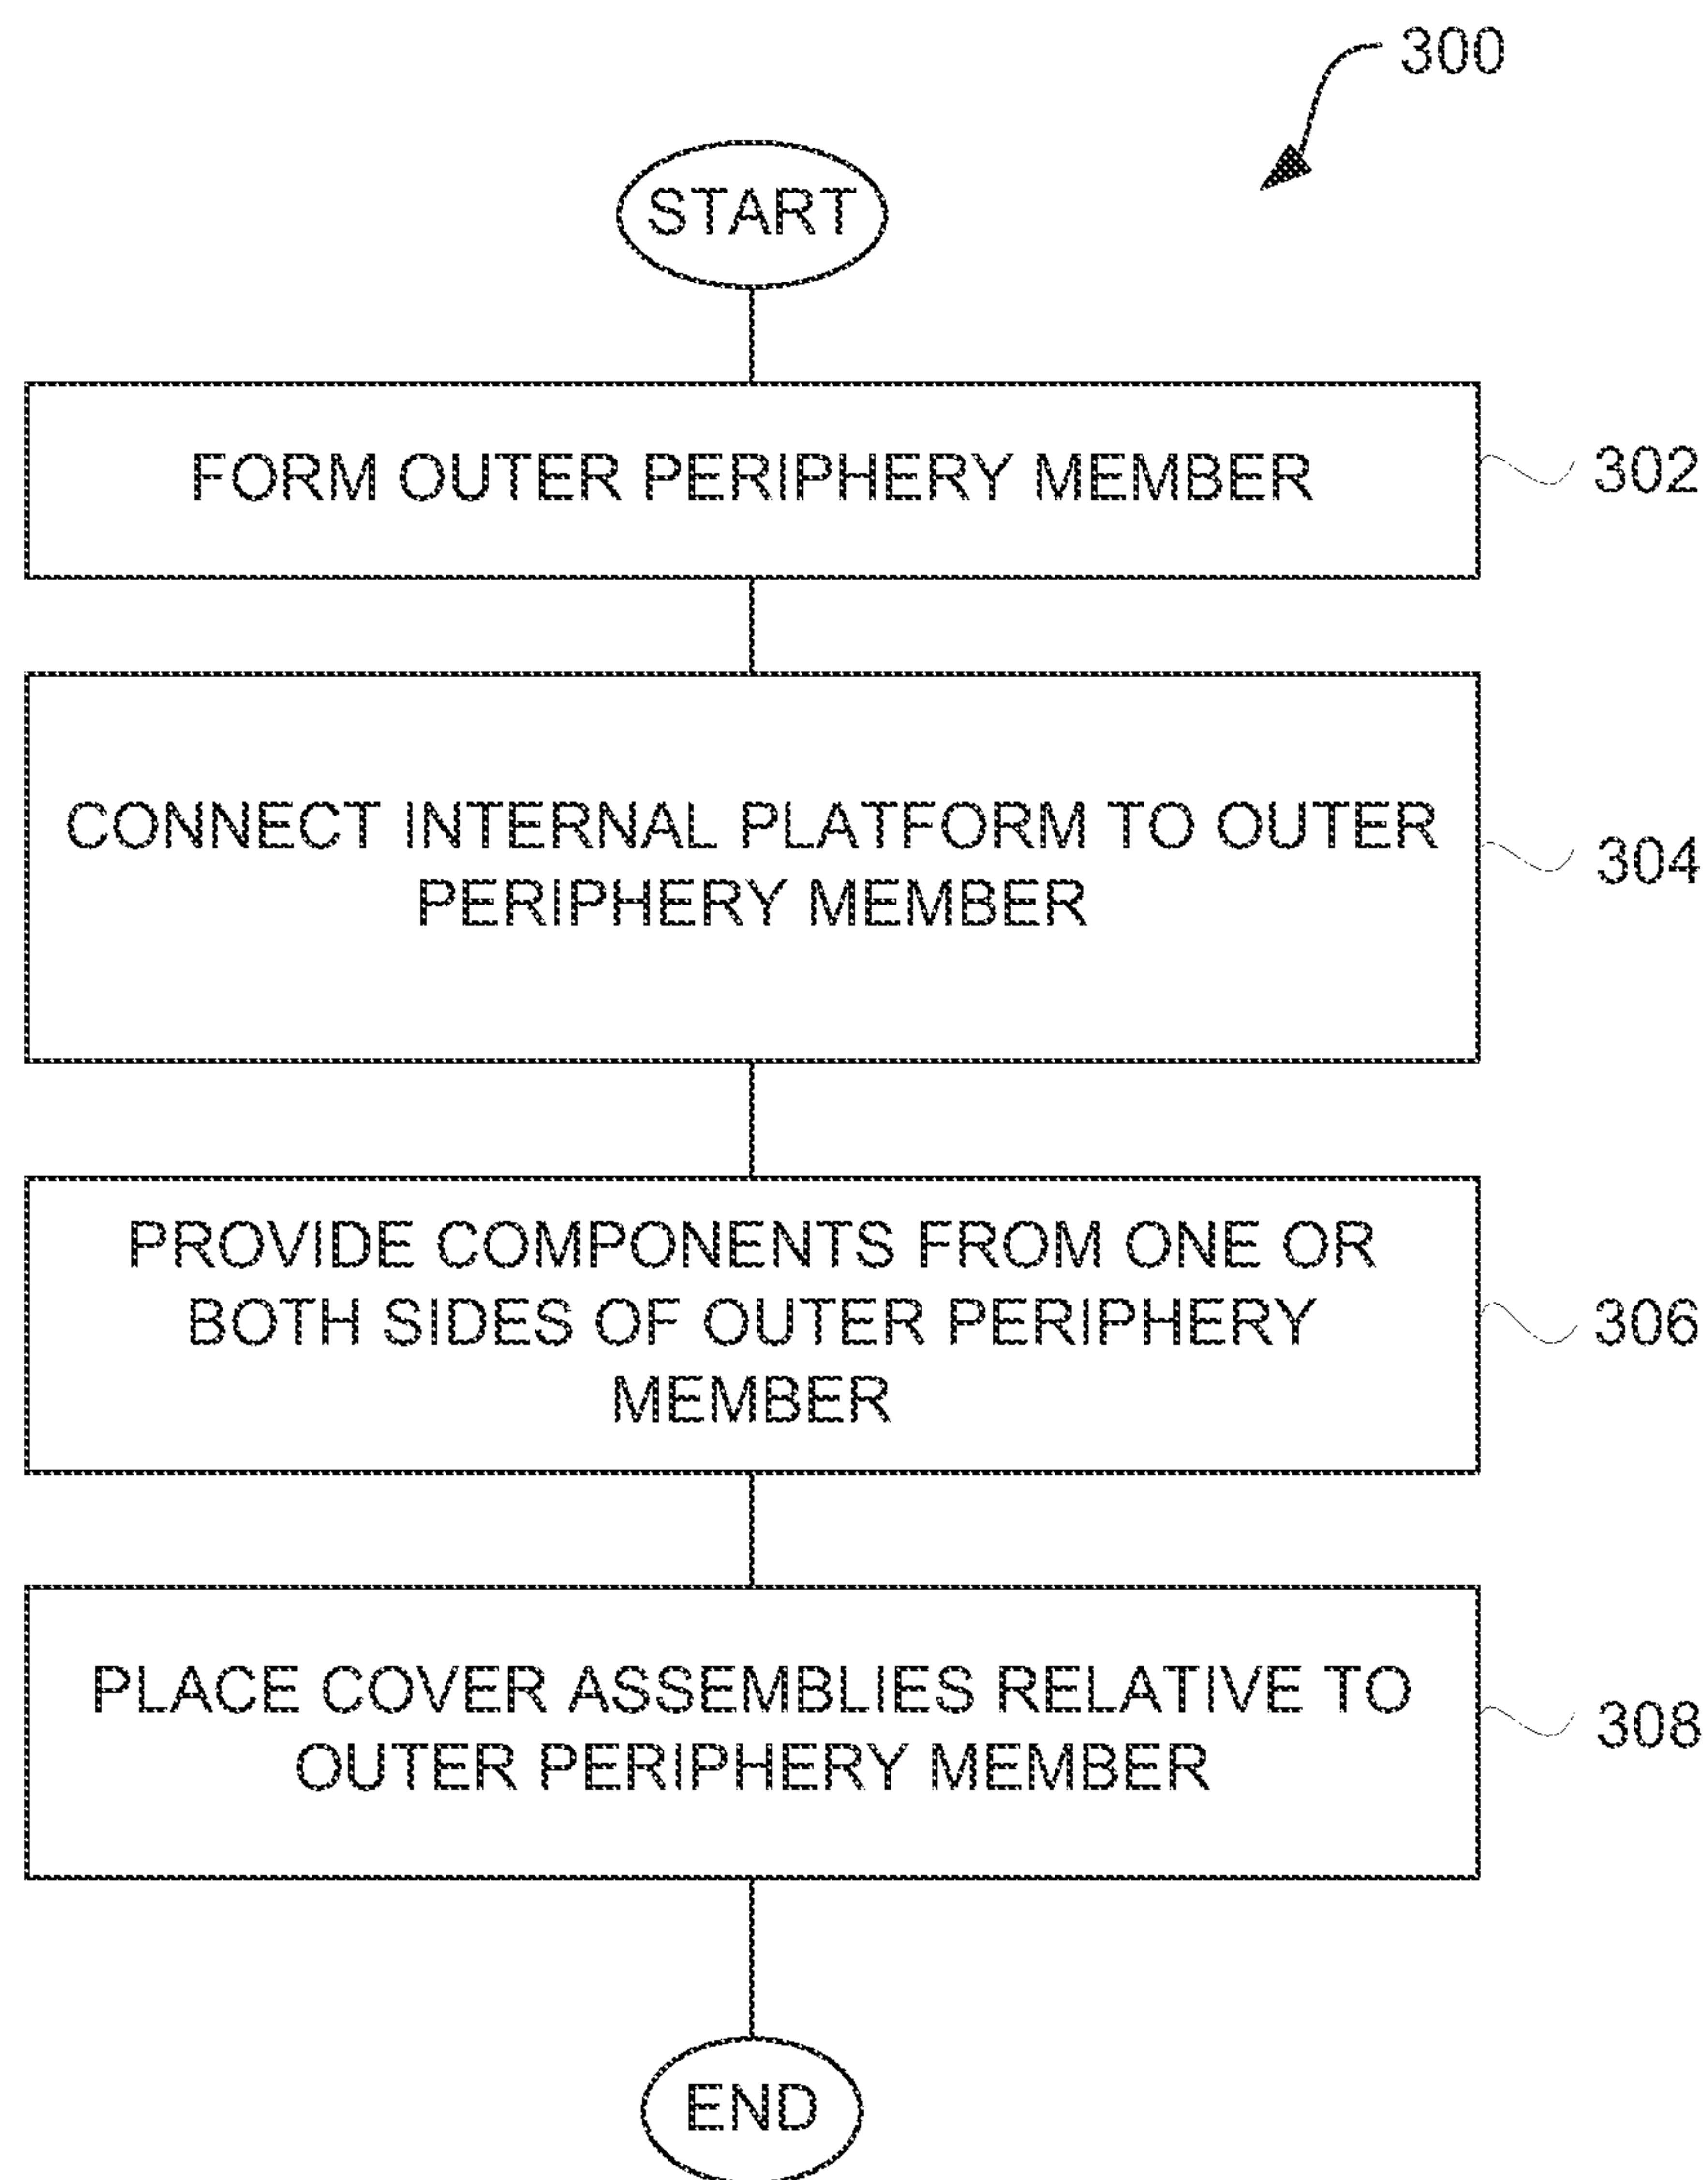 300
START
FORM OUTER PERIPHERY MEMBER
302
CONNECT INTERNAL PLATFORM TO OUTER
PERIPHERY MEMBER
304
PROVIDE COMPONENTS FROM ONE OR
BOTH SIDES OF OUTER PERIPHERY
MEMBER
306
PLACE COVER ASSEMBLIES RELATIVE TO
OUTER PERIPHERY MEMBER
308
END